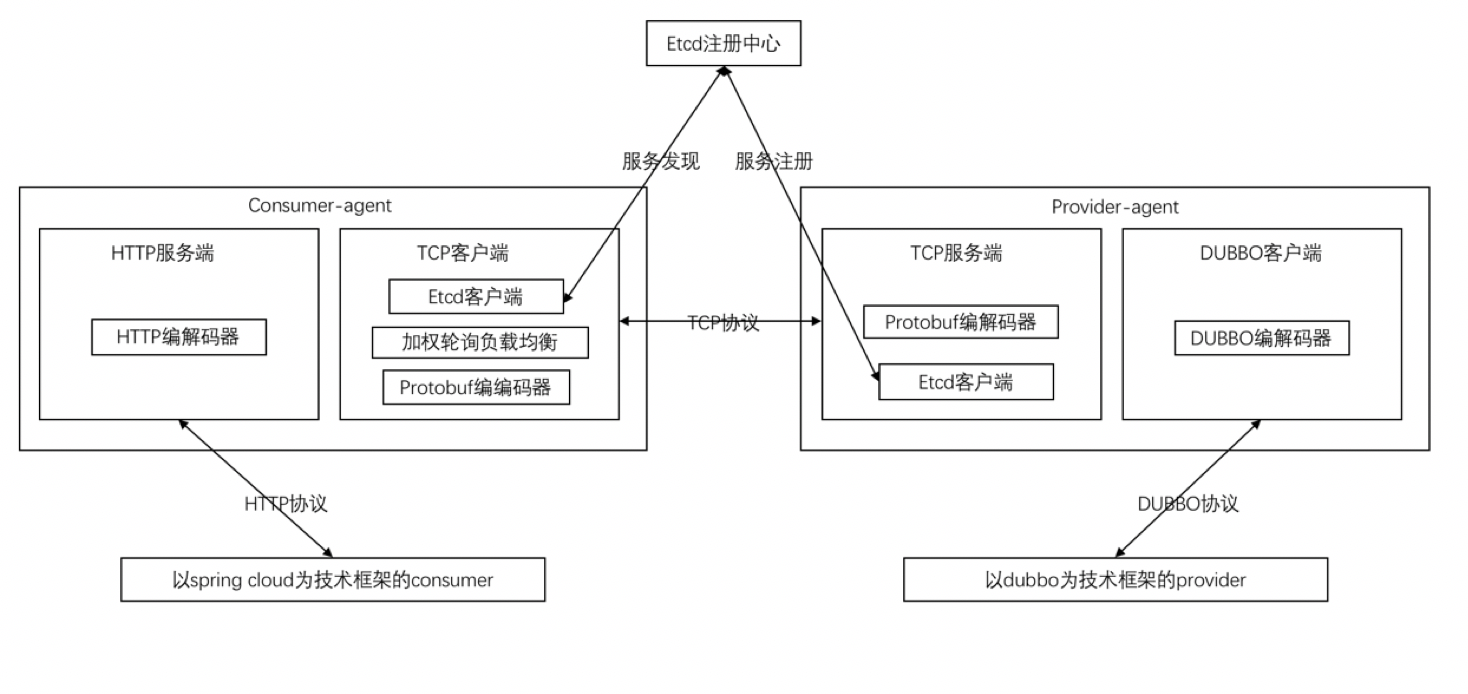 Etcd注册中心
服务发现
服务注册
Consumer-agent
HTTP服务端
HTTP编解码器
TCP客户端
Etcd客户端
加权轮询负载均衡
Protobuf编编码器
TCP协议
Provider-agent
TCP服务端
Protobuf编解码器
Etcd客户端
DUBBO客户端
DUBBO编解码器
HTTP协议
DUBBO协议
以spring cloud为技术框架的consumer
以dubbo为技术框架的provider